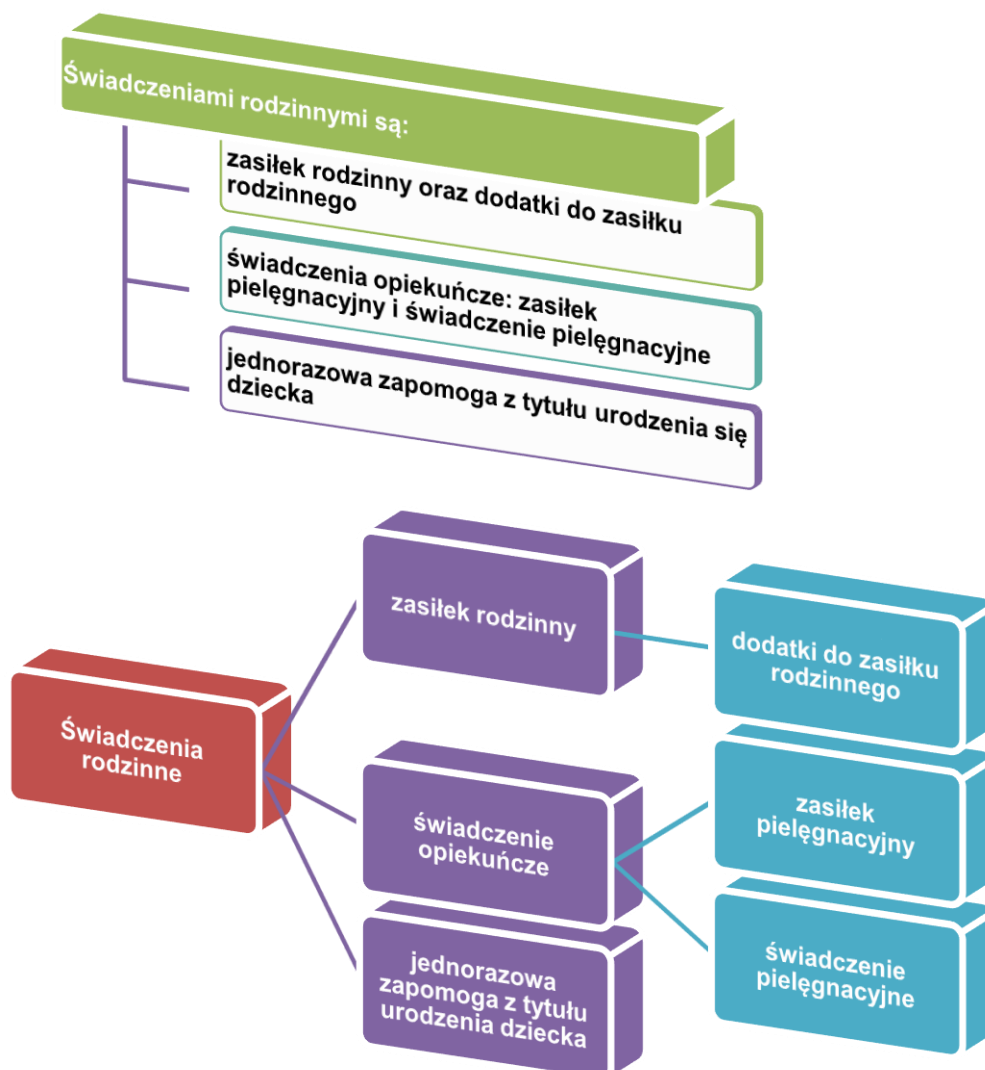 Świadczeniami rodzinnymi są:
zasiłek rodzinny oraz dodatki do zasiłku
rodzinnego
świadczenia opiekuńcze: zasiłek
pielęgnacyjny i świadczenie pielęgnacyjne
jednorazowa zapomoga z tytułu urodzenia się
dziecka
zasiłek rodzinny
dodatki do zasiłku
rodzinnego
Świadczenia
rodzinne
świadczenie
opiekuńcze
zasiłek
pielęgnacyjny
jednorazowa
zapomoga z tytułu
urodzenia dziecka
świadczenie
pielęgnacyjne